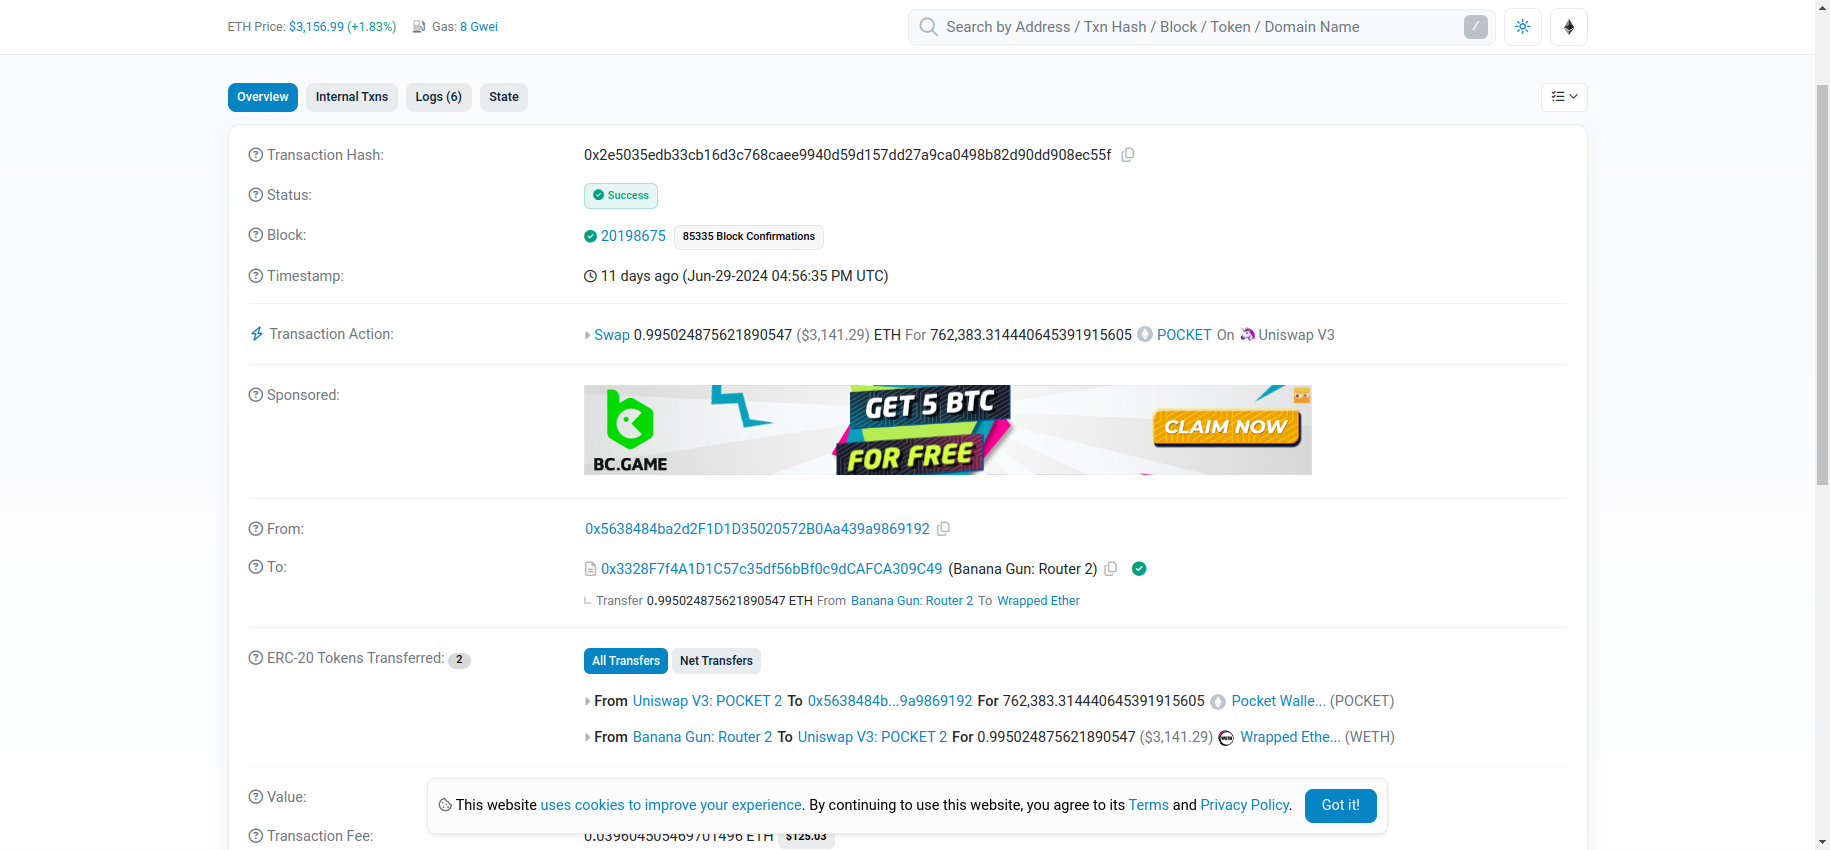 ETH Price: $3,156.99 (+1.83%) Gas: 8 Gwei
Search by Address / Txn Hash / Block / Token / Domain Name /
Overview Internal Txns Logs (6) State
Transaction Hash: 0x2e5035edb33cb16d3c768caee9940d59d157dd27a9ca0498b82d90dd908ec55f
Status: Success
Block: 20198675 85335 Block Confirmations
Timestamp: 11 days ago (Jun-29-2024 04:56:35 PM UTC)
Transaction Action: Swap 0.995024875621890547 ($3,141.29) ETH For 762,383.314440645391915605 POCKET On Uniswap V3
Sponsored:
BC.GAME
GET 5 BTC
FOR FREE
CLAIM NOW
From: 0x5638484ba2d2F1D1D35020572B0Aa439a9869192
To: 0x3328F7f4A1D1C57c35df56bBf0c9dCAFCA309C49 (Banana Gun: Router 2)
Transfer 0.995024875621890547 ETH From Banana Gun: Router 2 To Wrapped Ether
ERC-20 Tokens Transferred: 2 All Transfers Net Transfers
From Uniswap V3: POCKET 2 To 0x5638484b...9a9869192 For 762,383.314440645391915605 Pocket Walle... (POCKET)
From Banana Gun: Router 2 To Uniswap V3: POCKET 2 For 0.995024875621890547 ($3,141.29) Wrapped Ethe... (WETH)
Value:
This website uses cookies to improve your experience. By continuing to use this website, you agree to its Terms and Privacy Policy. Got it!
Transaction Fee: 0.039604505469701496 ETH $125.03